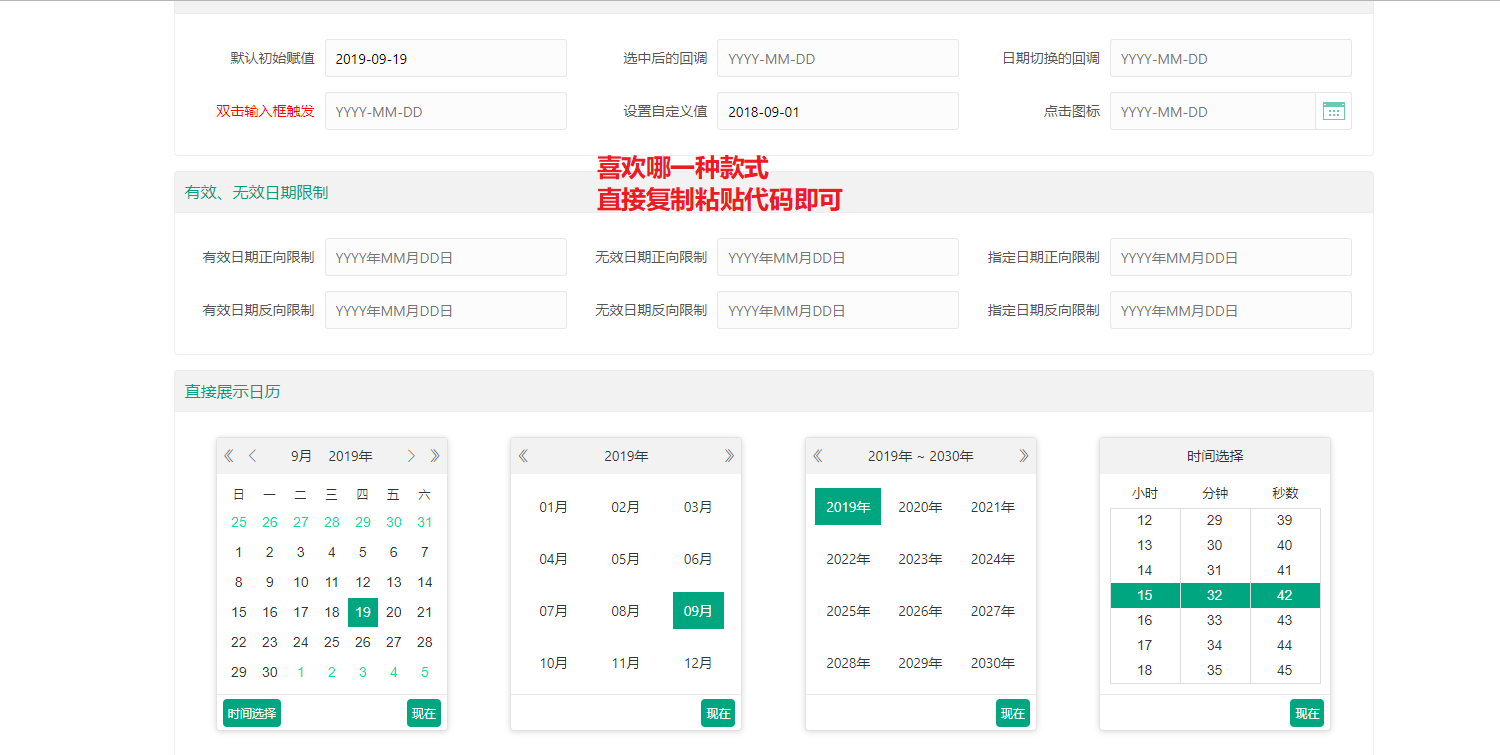 默认初始赋值 2019-09-19 选中后的回调 YYYY-MM-DD 日期切换的回调 YYYY-MM-DD
双击输入框触发 YYYY-MM-DD 设置自定义值 2018-09-01 点击图标 YYYY-MM-DD
喜欢哪一种款式
直接复制粘贴代码即可
有效、无效日期限制
有效日期正向限制 YYYY年MM月DD日 无效日期正向限制 YYYY年MM月DD日 指定日期正向限制 YYYY年MM月DD日
有效日期反向限制 YYYY年MM月DD日 无效日期反向限制 YYYY年MM月DD日 指定日期反向限制 YYYY年MM月DD日
直接展示日历
9月 2019年
日 一 二 三 四 五 六
25 26 27 28 29 30 31
1 2 3 4 5 6 7
8 9 10 11 12 13 14
15 16 17 18 19 20 21
22 23 24 25 26 27 28
29 30 1 2 3 4 5
时间选择 现在
2019年
01月 02月 03月
04月 05月 06月
07月 08月 09月
10月 11月 12月
现在
2019年 ~ 2030年
2019年 2020年 2021年
2022年 2023年 2024年
2025年 2026年 2027年
2028年 2029年 2030年
现在
时间选择
小时 分钟 秒数
12 29 39
13 30 40
14 31 41
15 32 42
16 33 43
17 34 44
18 35 45
现在